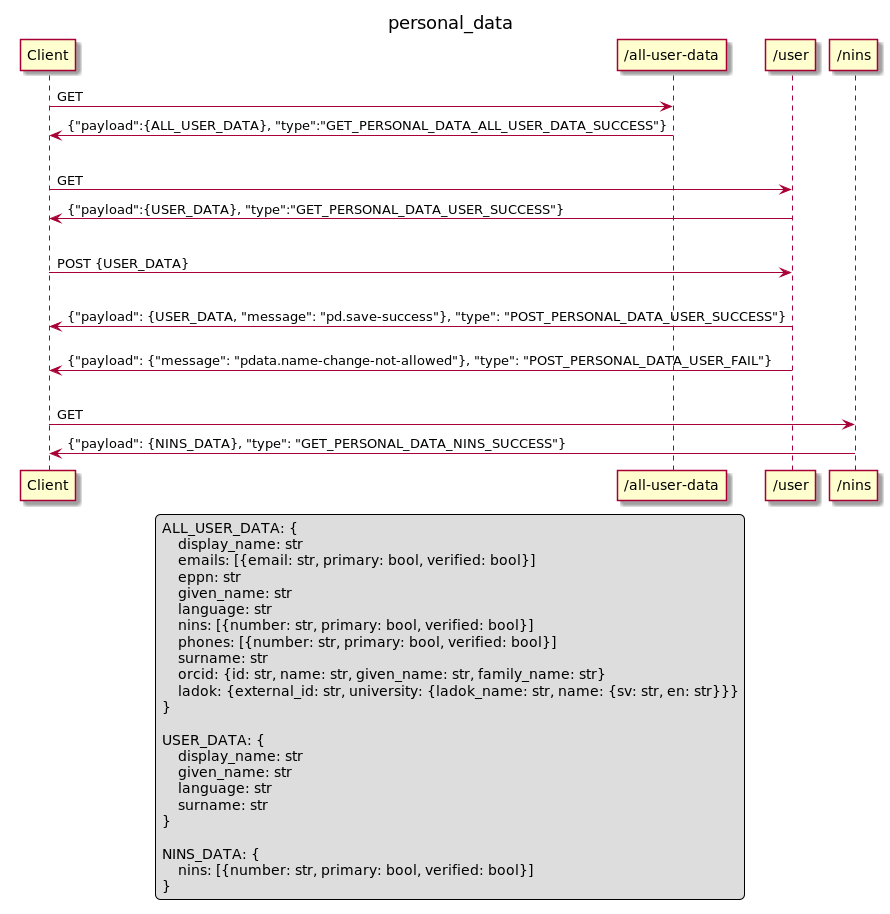 personal_data
Client /all-user-data /user /nins
GET
{"payload":{ALL_USER_DATA}, "type":"GET_PERSONAL_DATA_ALL_USER_DATA_SUCCESS"}
GET
{"payload":{USER_DATA}, "type":"GET_PERSONAL_DATA_USER_SUCCESS"}
POST {USER_DATA}
{"payload": {USER_DATA, "message": "pd.save-success"}, "type": "POST_PERSONAL_DATA_USER_SUCCESS"}
{"payload": {"message": "pdata.name-change-not-allowed"}, "type": "POST_PERSONAL_DATA_USER_FAIL"}
GET
{"payload": {NINS_DATA}, "type": "GET_PERSONAL_DATA_NINS_SUCCESS"}
Client /all-user-data /user /nins
ALL_USER_DATA: {
    display_name: str
    emails: [{email: str, primary: bool, verified: bool}]
    eppn: str
    given_name: str
    language: str
    nins: [{number: str, primary: bool, verified: bool}]
    phones: [{number: str, primary: bool, verified: bool}]
    surname: str
    orcid: {id: str, name: str, given_name: str, family_name: str}
    ladok: {external_id: str, university: {ladok_name: str, name: {sv: str, en: str}}}
}
USER_DATA: {
    display_name: str
    given_name: str
    language: str
    surname: str
}
NINS_DATA: {
    nins: [{number: str, primary: bool, verified: bool}]
}